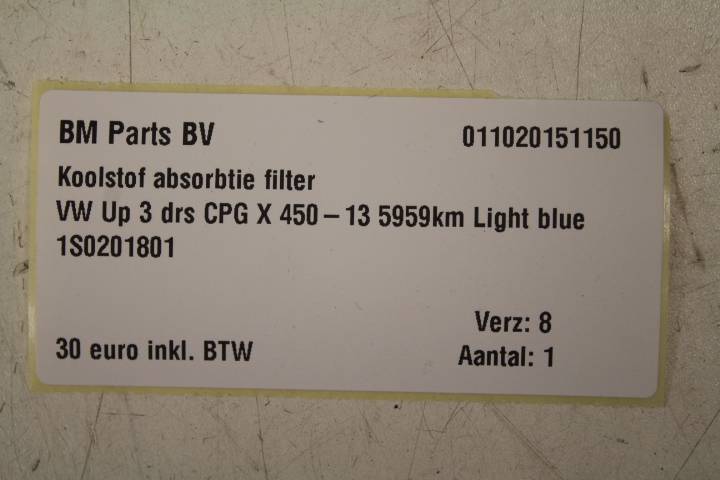 BM Parts BV 011020151150
Koolstof absorbtie filter
VW Up 3 drs CPG X 450 – 13 5959km Light blue
1S0201801
Verz: 8
30 euro inkl. BTW Aantal: 1